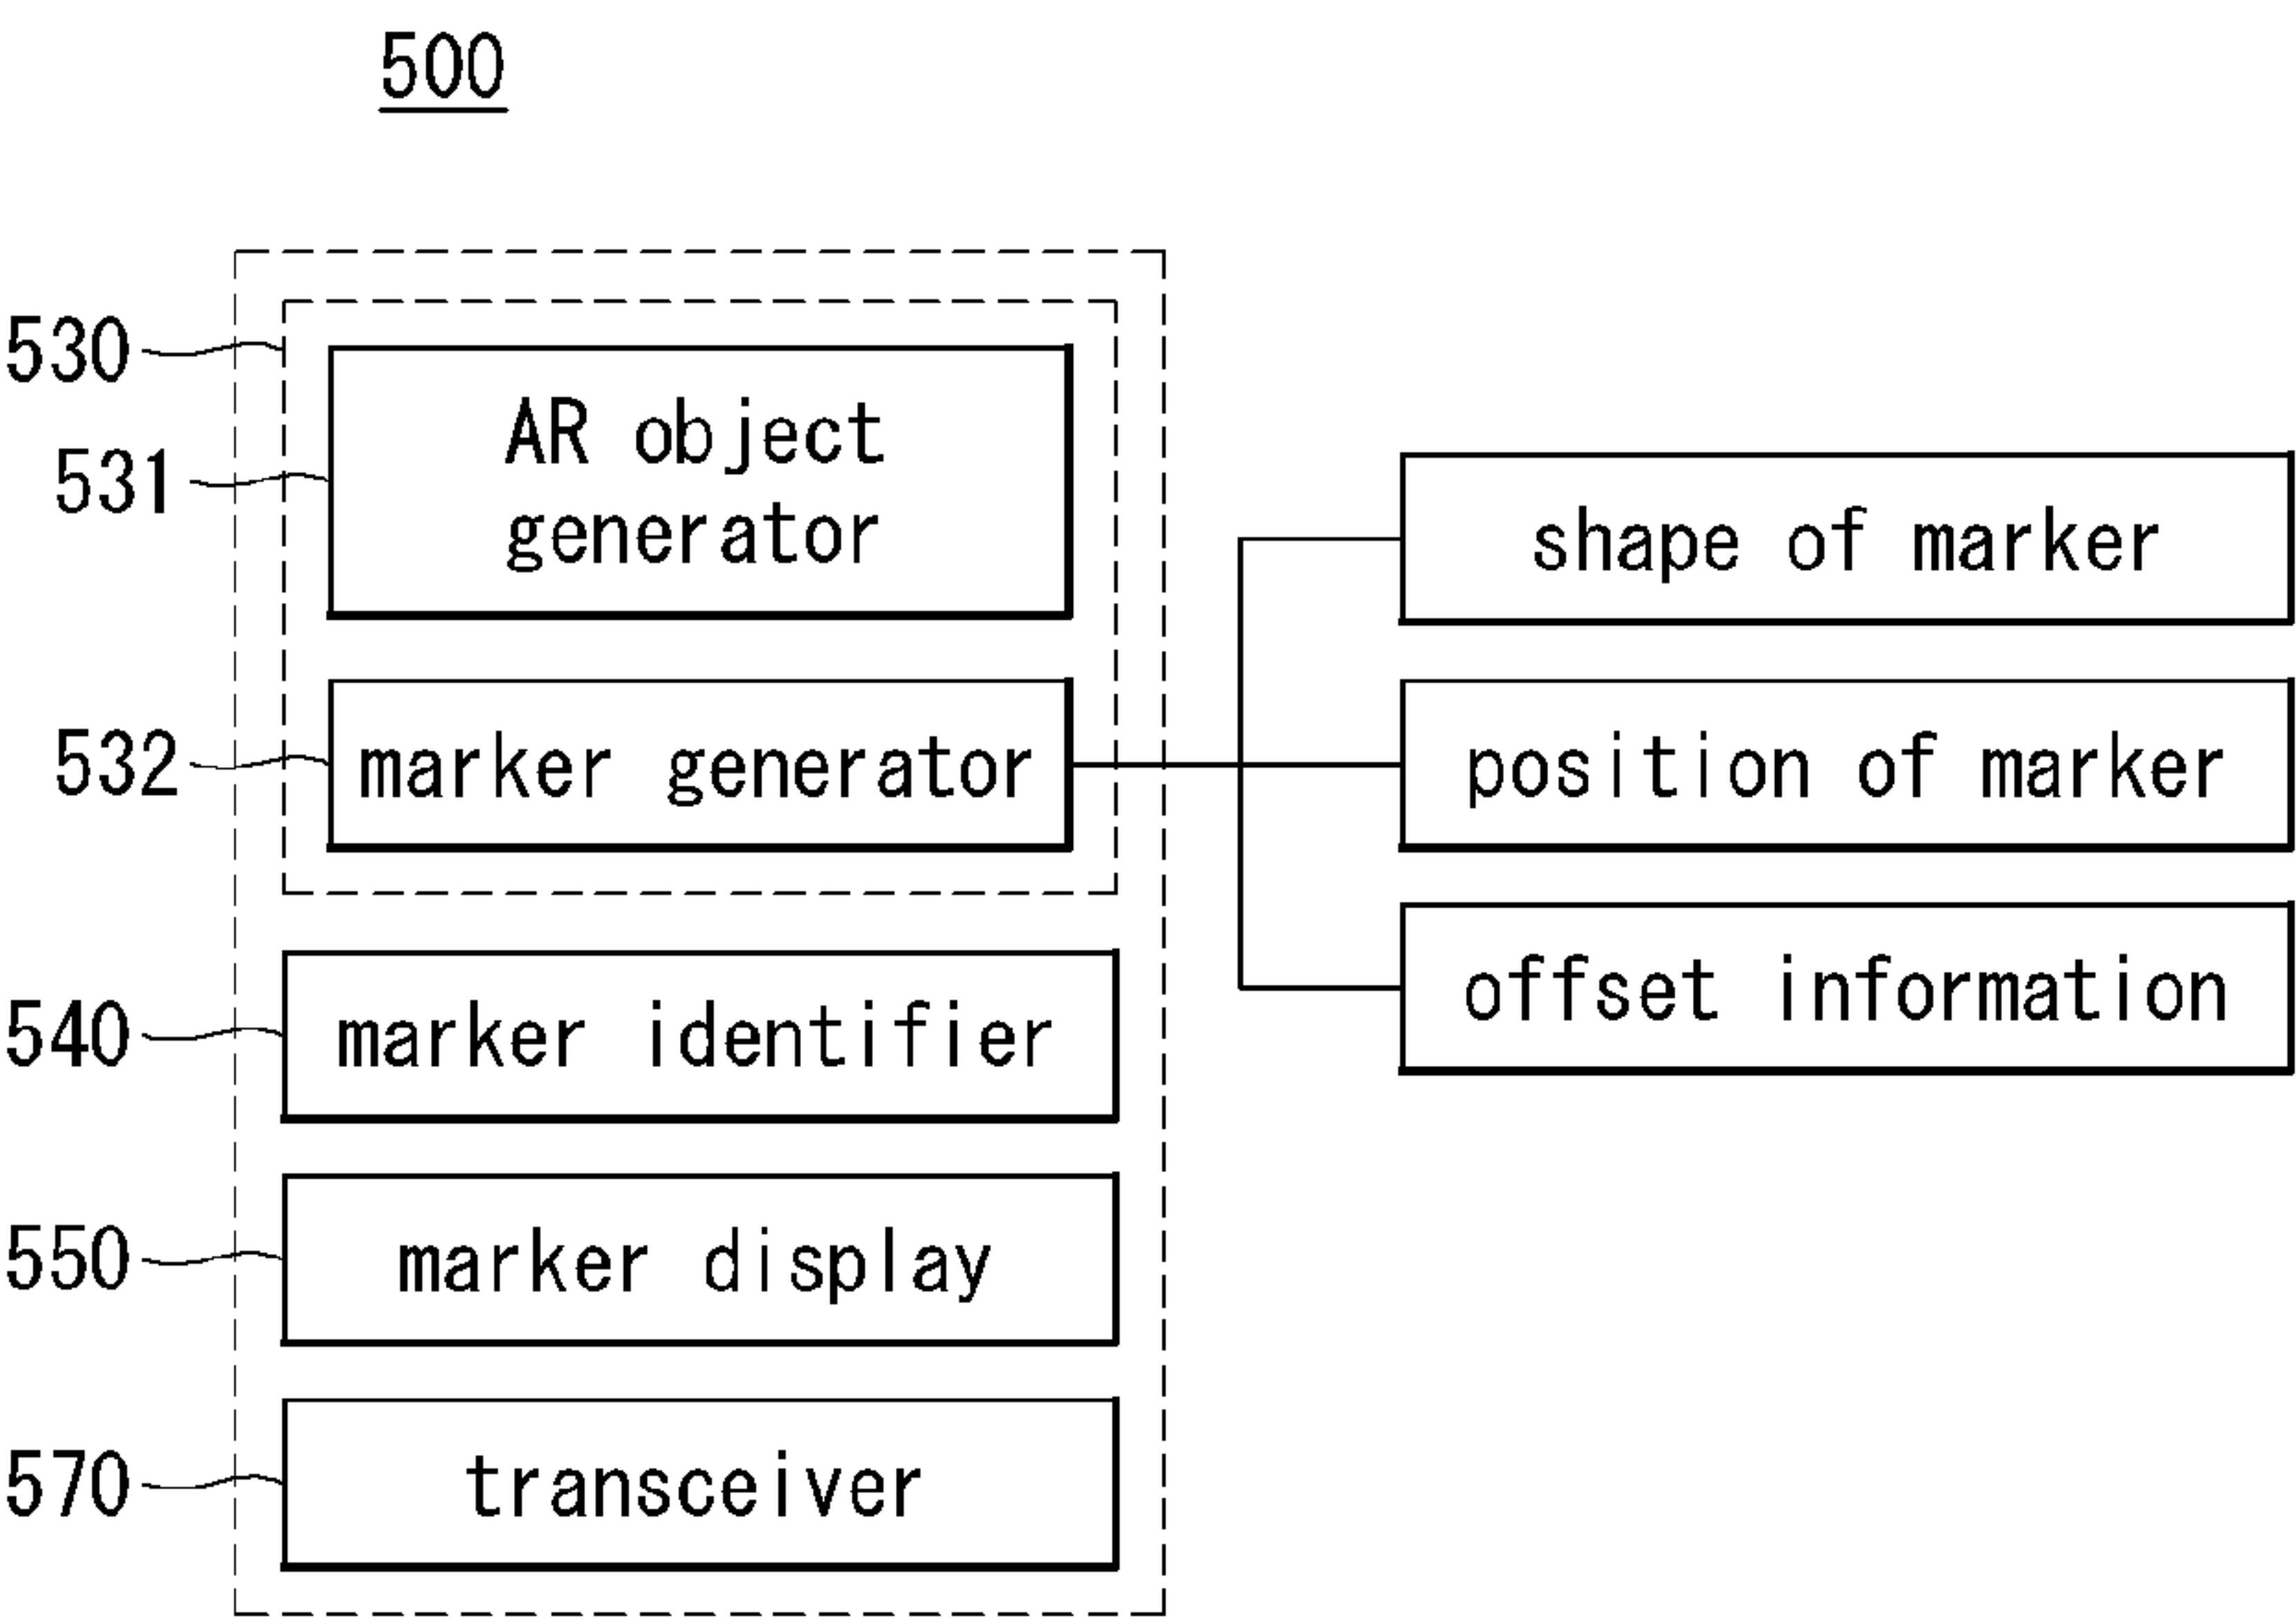 500
530
AR object
generator
531
shape of marker
532
marker generator
position of marker
offset information
540
marker identifier
550
marker display
570
transceiver